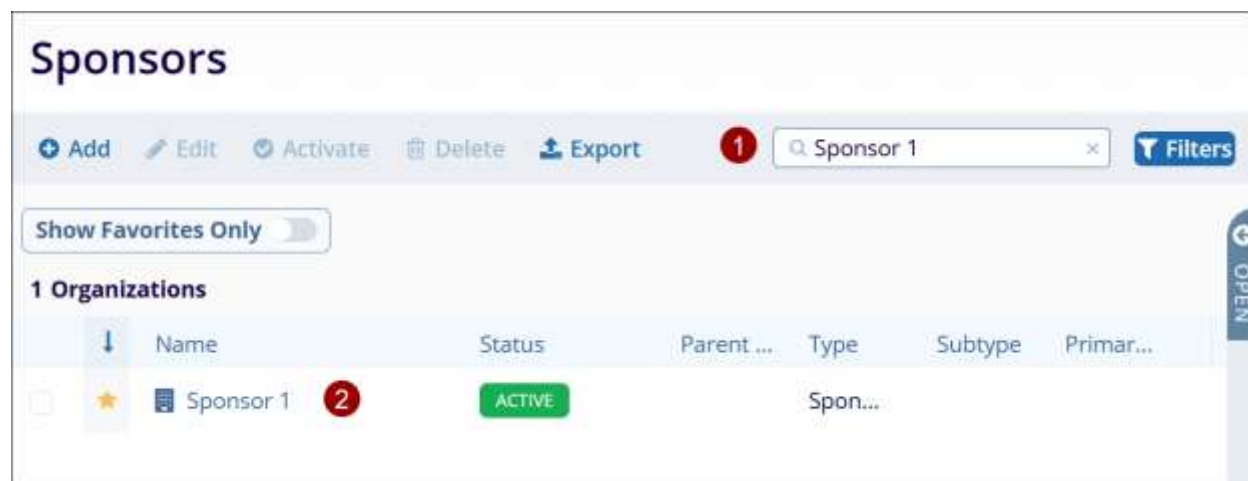 Sponsors
Add Edit Activate Delete Export 1 Sponsor 1 × Filters
Show Favorites Only
OPEN
1 Organizations
Name Status Parent ... Type Subtype Primar...
Sponsor 1 2 ACTIVE Spon...